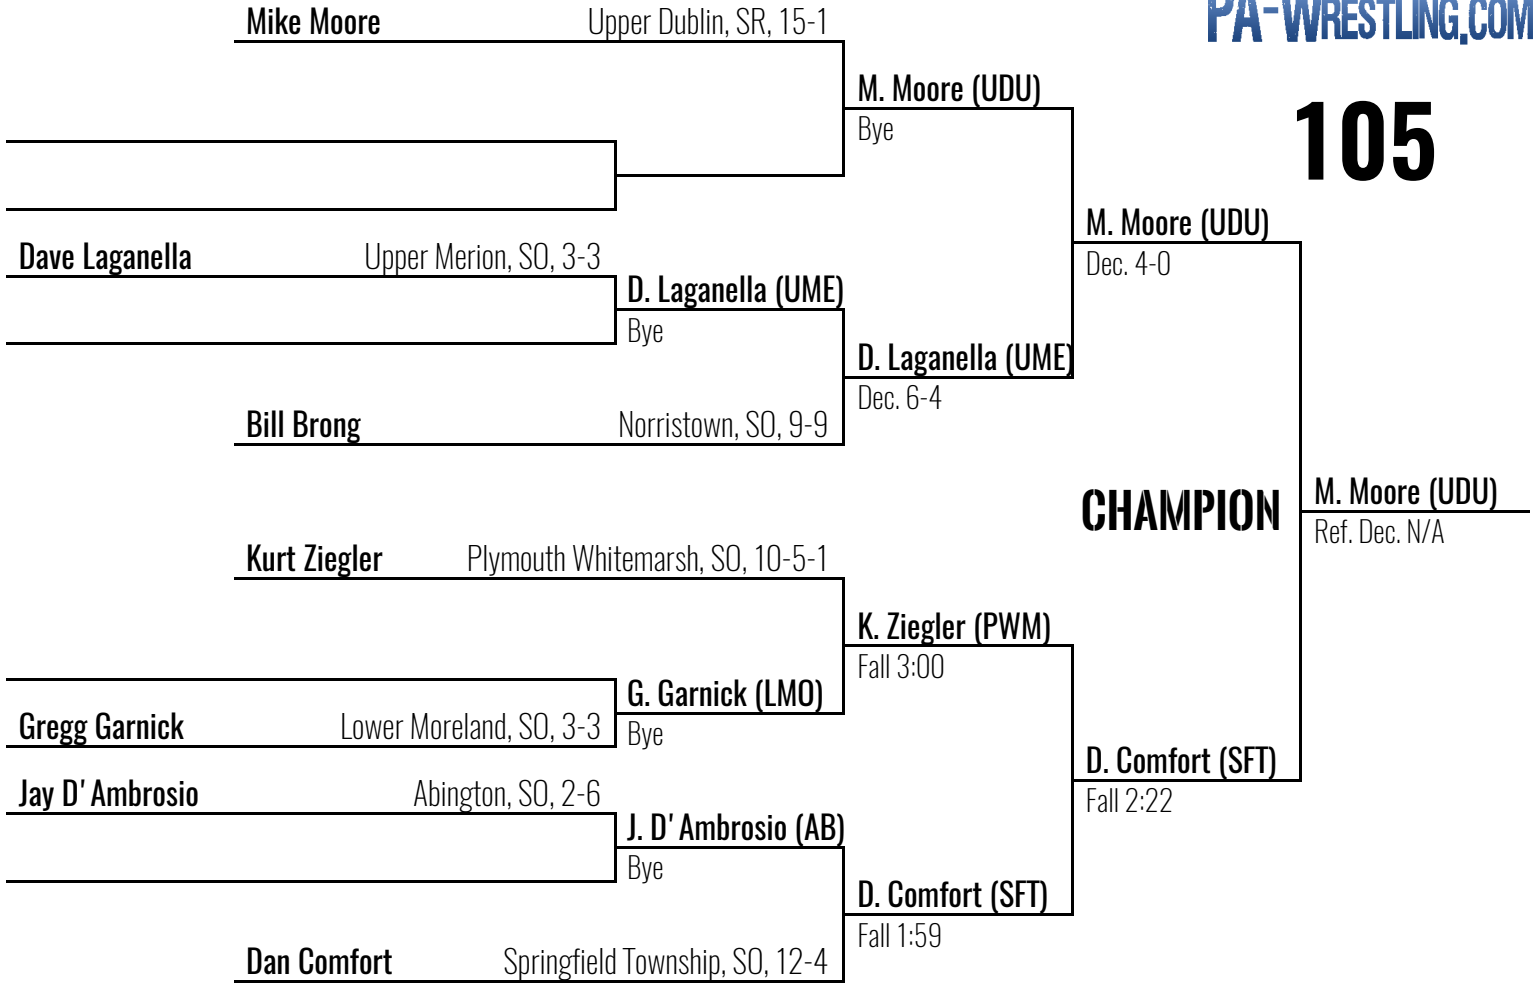 Mike Moore Upper Dublin, SR, 15-1
PA-WRESTLING.COM
M. Moore (UDU)
Bye
105
M. Moore (UDU)
Dec. 4-0
Dave Laganella Upper Merion, SO, 3-3
D. Laganella (UME)
Bye
D. Laganella (UME)
Dec. 6-4
Bill Brong Norristown, SO, 9-9
CHAMPION
M. Moore (UDU)
Ref. Dec. N/A
Kurt Ziegler Plymouth Whitemarsh, SO, 10-5-1
K. Ziegler (PWM)
Fall 3:00
G. Garnick (LMO)
Bye
Gregg Garnick Lower Moreland, SO, 3-3
D. Comfort (SFT)
Fall 2:22
Jay D'Ambrosio Abington, SO, 2-6
J. D'Ambrosio (AB)
Bye
D. Comfort (SFT)
Fall 1:59
Dan Comfort Springfield Township, SO, 12-4